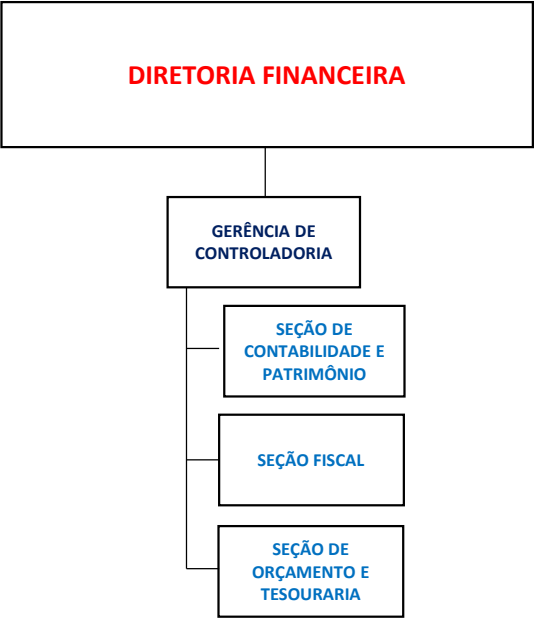 DIRETORIA FINANCEIRA
GERÊNCIA DE
CONTROLADORIA
SEÇÃO DE
CONTABILIDADE E
PATRIMÔNIO
SEÇÃO FISCAL
SEÇÃO DE
ORÇAMENTO E
TESOURARIA